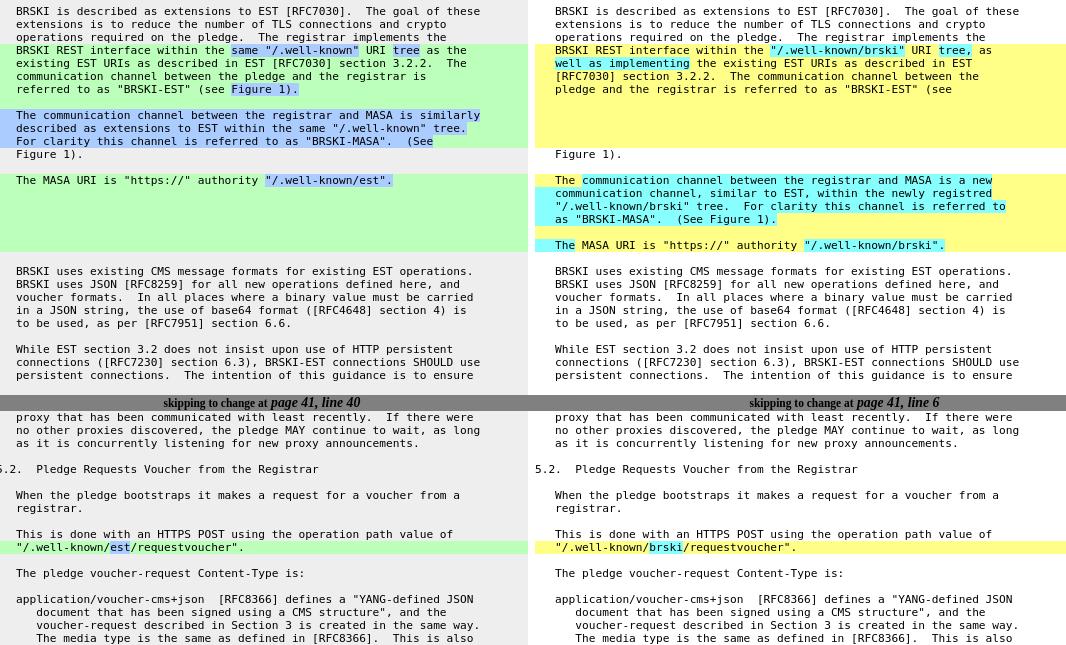 BRSKI is described as extensions to EST [RFC7030].  The goal of these
extensions is to reduce the number of TLS connections and crypto
operations required on the pledge.  The registrar implements the
BRSKI REST interface within the same "/.well-known" URI tree as the
existing EST URIs as described in EST [RFC7030] section 3.2.2.  The
communication channel between the pledge and the registrar is
referred to as "BRSKI-EST" (see Figure 1).
The communication channel between the registrar and MASA is similarly
described as extensions to EST within the same "/.well-known" tree.
For clarity this channel is referred to as "BRSKI-MASA".  (See
Figure 1).
The MASA URI is "https://" authority "/.well-known/est".
BRSKI uses existing CMS message formats for existing EST operations.
BRSKI uses JSON [RFC8259] for all new operations defined here, and
voucher formats.  In all places where a binary value must be carried
in a JSON string, the use of base64 format ([RFC4648] section 4) is
to be used, as per [RFC7951] section 6.6.
While EST section 3.2 does not insist upon use of HTTP persistent
connections ([RFC7230] section 6.3), BRSKI-EST connections SHOULD use
persistent connections.  The intention of this guidance is to ensure
skipping to change at page 41, line 40
proxy that has been communicated with least recently.  If there were
no other proxies discovered, the pledge MAY continue to wait, as long
as it is concurrently listening for new proxy announcements.
5.2.  Pledge Requests Voucher from the Registrar
When the pledge bootstraps it makes a request for a voucher from a
registrar.
This is done with an HTTPS POST using the operation path value of
"/.well-known/est/requestvoucher".
The pledge voucher-request Content-Type is:
application/voucher-cms+json  [RFC8366] defines a "YANG-defined JSON
document that has been signed using a CMS structure", and the
voucher-request described in Section 3 is created in the same way.
The media type is the same as defined in [RFC8366].  This is also
BRSKI is described as extensions to EST [RFC7030].  The goal of these
extensions is to reduce the number of TLS connections and crypto
operations required on the pledge.  The registrar implements the
BRSKI REST interface within the "/.well-known/brski" URI tree, as
well as implementing the existing EST URIs as described in EST
[RFC7030] section 3.2.2.  The communication channel between the
pledge and the registrar is referred to as "BRSKI-EST" (see
Figure 1).
The communication channel between the registrar and MASA is a new
communication channel, similar to EST, within the newly registred
"/.well-known/brski" tree.  For clarity this channel is referred to
as "BRSKI-MASA".  (See Figure 1).
The MASA URI is "https://" authority "/.well-known/brski".
BRSKI uses existing CMS message formats for existing EST operations.
BRSKI uses JSON [RFC8259] for all new operations defined here, and
voucher formats.  In all places where a binary value must be carried
in a JSON string, the use of base64 format ([RFC4648] section 4) is
to be used, as per [RFC7951] section 6.6.
While EST section 3.2 does not insist upon use of HTTP persistent
connections ([RFC7230] section 6.3), BRSKI-EST connections SHOULD use
persistent connections.  The intention of this guidance is to ensure
skipping to change at page 41, line 6
proxy that has been communicated with least recently.  If there were
no other proxies discovered, the pledge MAY continue to wait, as long
as it is concurrently listening for new proxy announcements.
5.2.  Pledge Requests Voucher from the Registrar
When the pledge bootstraps it makes a request for a voucher from a
registrar.
This is done with an HTTPS POST using the operation path value of
"/.well-known/brski/requestvoucher".
The pledge voucher-request Content-Type is:
application/voucher-cms+json  [RFC8366] defines a "YANG-defined JSON
document that has been signed using a CMS structure", and the
voucher-request described in Section 3 is created in the same way.
The media type is the same as defined in [RFC8366].  This is also